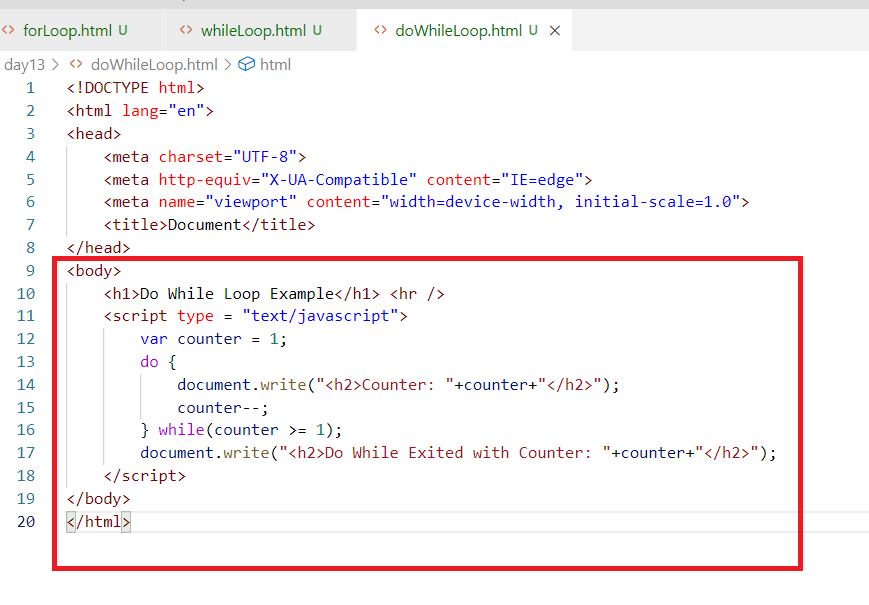 forLoop.html U whileLoop.html U doWhileLoop.html U
day13 > doWhileLoop.html > html
1 <!DOCTYPE html>
2 <html lang="en">
3 <head>
4 <meta charset="UTF-8">
5 <meta http-equiv="X-UA-Compatible" content="IE=edge">
6 <meta name="viewport" content="width=device-width, initial-scale=1.0">
7 <title>Document</title>
8 </head>
9 <body>
10 <h1>Do While Loop Example</h1> <hr />
11 <script type = "text/javascript">
12 var counter = 1;
13 do {
14 document.write("<h2>Counter: "+counter+"</h2>");
15 counter--;
16 } while(counter >= 1);
17 document.write("<h2>Do While Exited with Counter: "+counter+"</h2>");
18 </script>
19 </body>
20 </html>